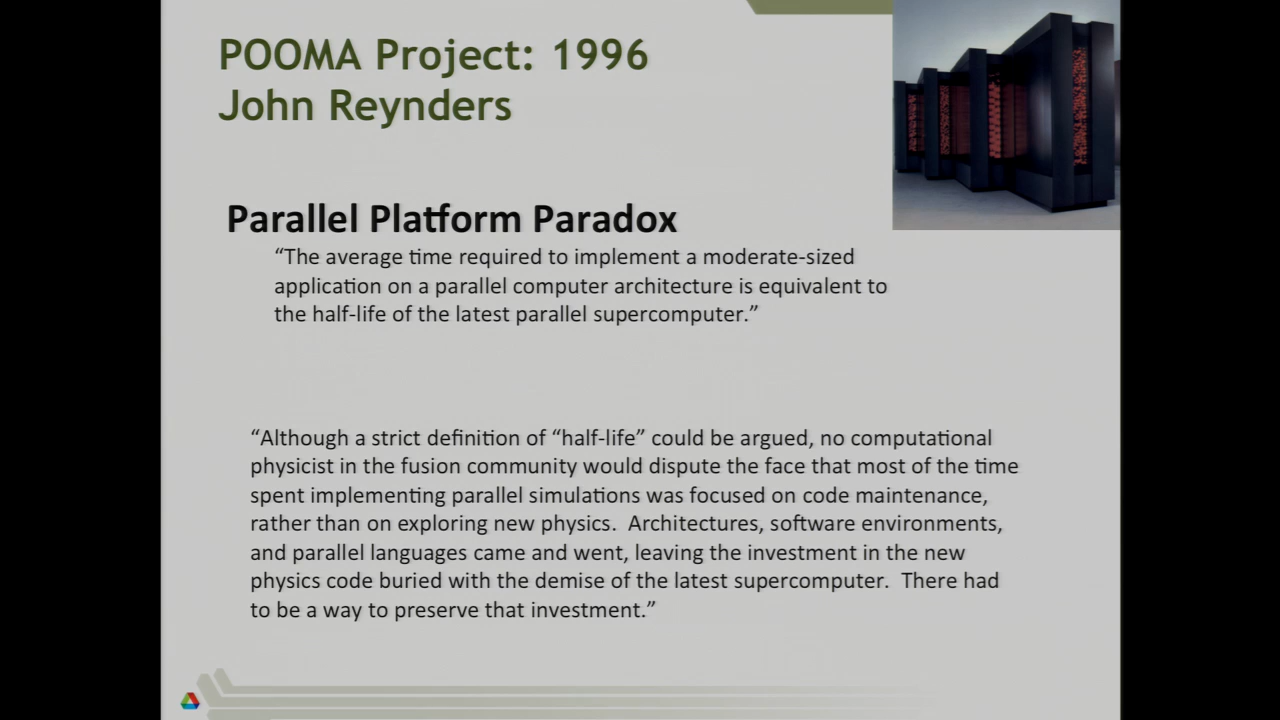 POOMA Project: 1996
John Reynders
Parallel Platform Paradox
“The average time required to implement a moderate-sized
application on a parallel computer architecture is equivalent to
the half-life of the latest parallel supercomputer.”
“Although a strict definition of “half-life” could be argued, no computational
physicist in the fusion community would dispute the face that most of the time
spent implementing parallel simulations was focused on code maintenance,
rather than on exploring new physics.  Architectures, software environments,
and parallel languages came and went, leaving the investment in the new
physics code buried with the demise of the latest supercomputer.  There had
to be a way to preserve that investment.”